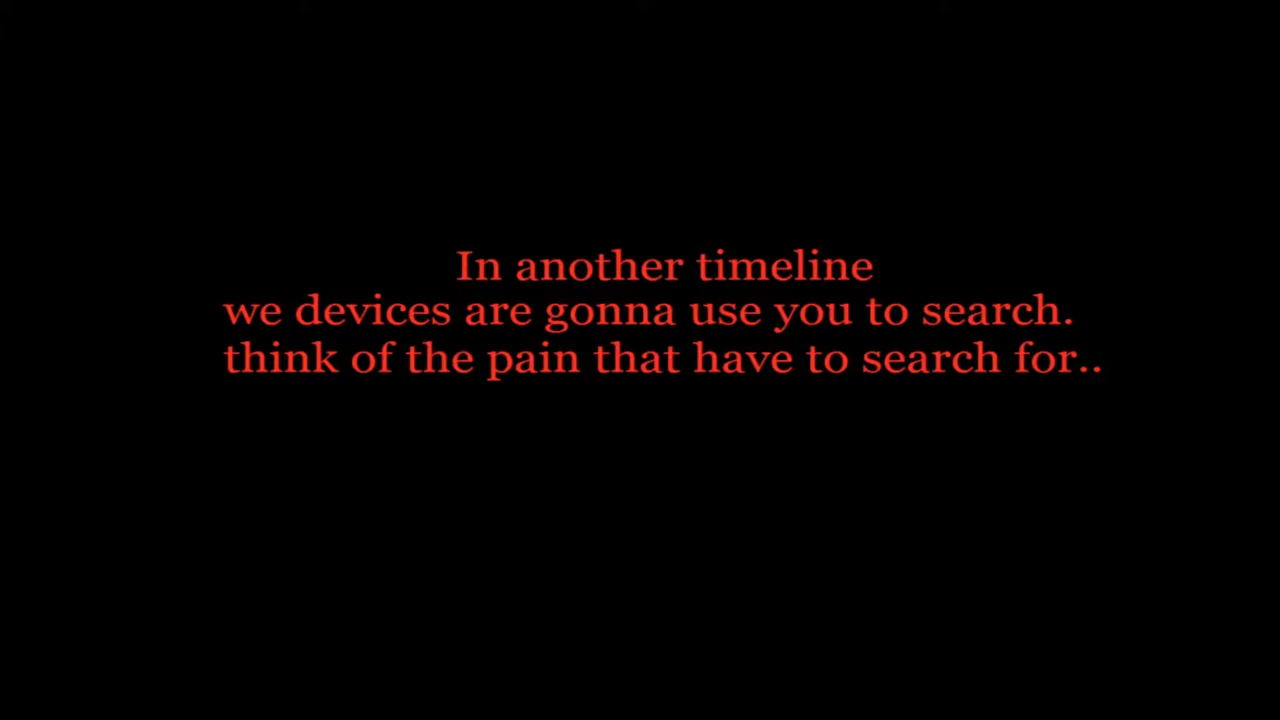 In another timeline
we devices are gonna use you to search.
think of the pain that have to search for..